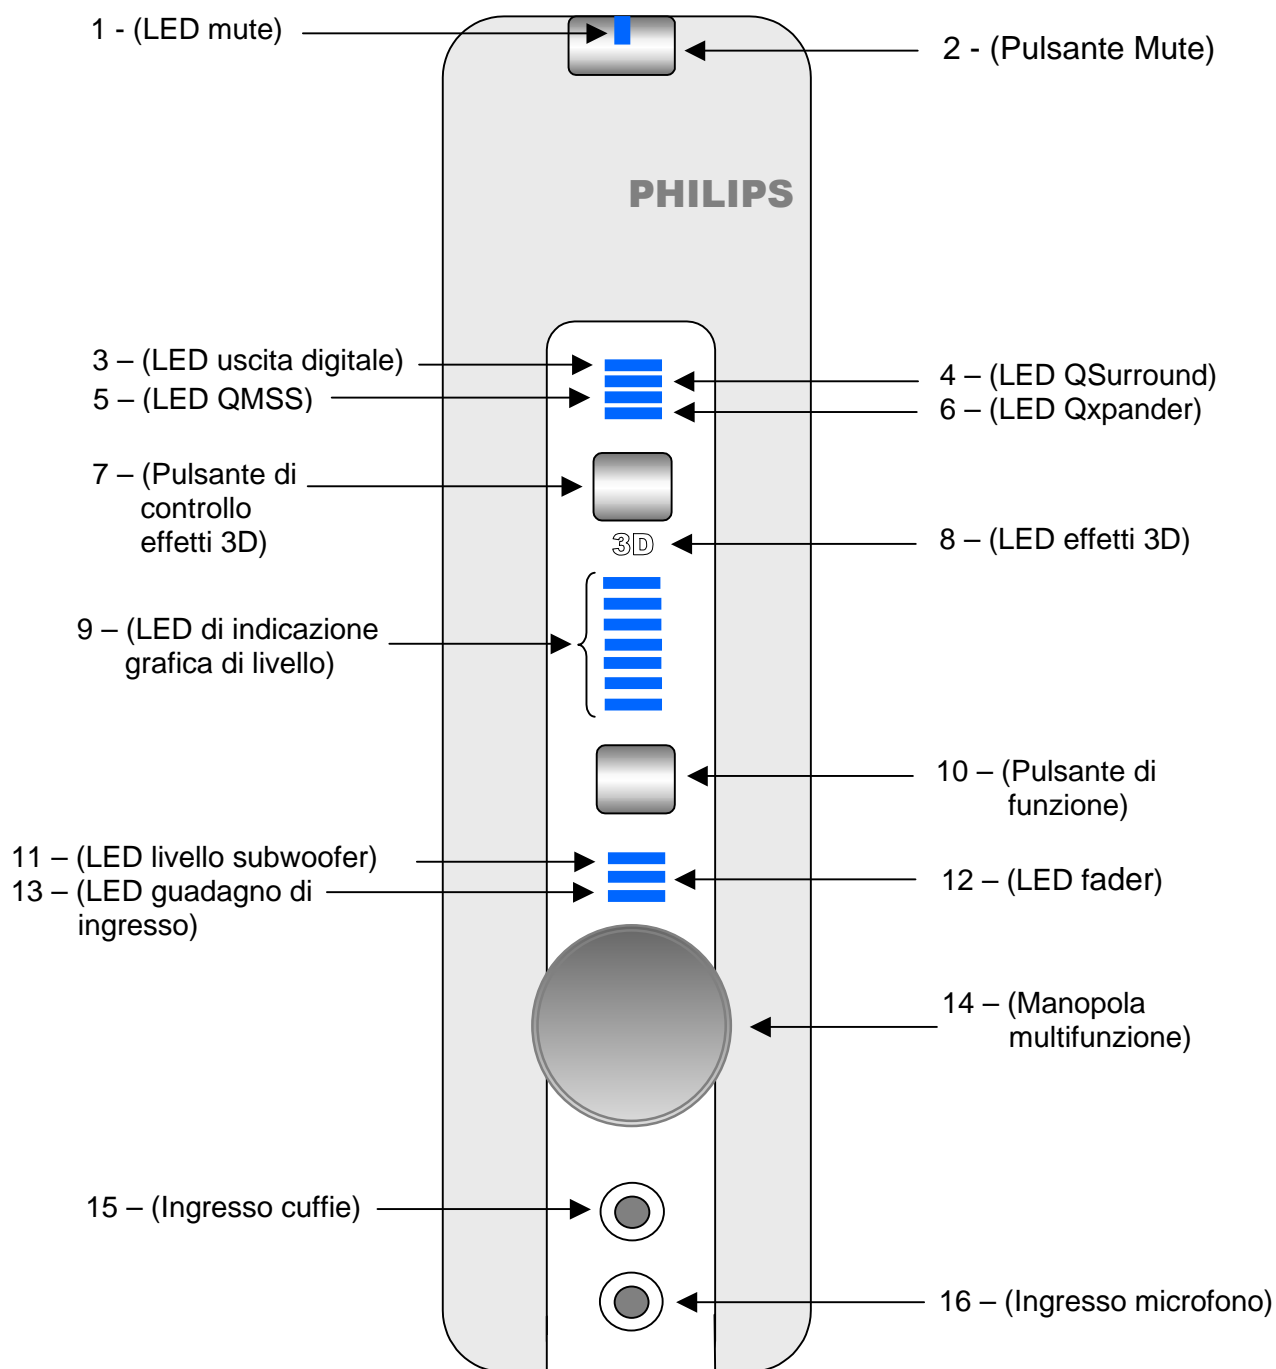 1 - (LED mute)
2 - (Pulsante Mute)
PHILIPS
3 – (LED uscita digitale)
4 – (LED QSurround)
5 – (LED QMSS)
6 – (LED Qxpander)
7 – (Pulsante di
controllo
effetti 3D)
3D
8 – (LED effetti 3D)
9 – (LED di indicazione
grafica di livello)
10 – (Pulsante di
funzione)
11 – (LED livello subwoofer)
12 – (LED fader)
13 – (LED guadagno di
ingresso)
14 – (Manopola
multifunzione)
15 – (Ingresso cuffie)
16 – (Ingresso microfono)